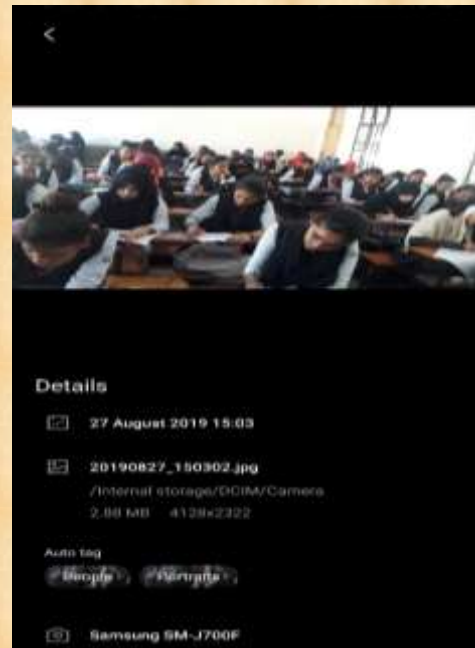 Details
27 August 2019 15:03
20190827_150302.jpg
/Internal storage/DCIM/Camera
2.88 MB 4128x2322
Auto tag
People Portraits
Samsung SM-J700F